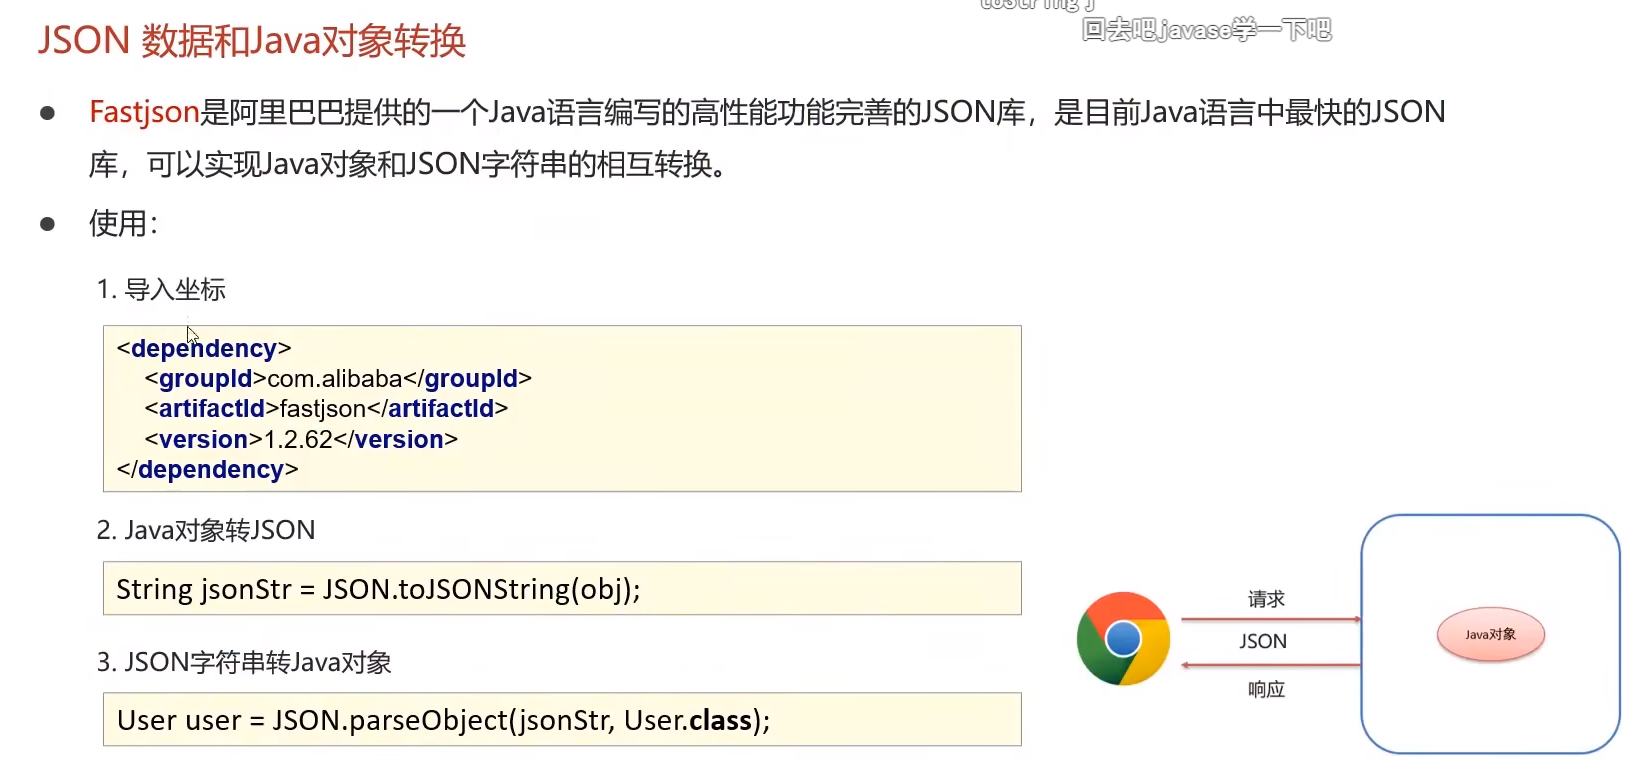 JSON 数据和Java对象转换
回去吧javase学一下吧
Fastjson是阿里巴巴提供的一个Java语言编写的高性能功能完善的JSON库，是目前Java语言中最快的JSON
库，可以实现Java对象和JSON字符串的相互转换。
使用：
1. 导入坐标
<dependency>
<groupId>com.alibaba</groupId>
<artifactId>fastjson</artifactId>
<version>1.2.62</version>
</dependency>
2. Java对象转JSON
String jsonStr = JSON.toJSONString(obj);
3. JSON字符串转Java对象
User user = JSON.parseObject(jsonStr, User.class);
请求
JSON
响应
Java对象